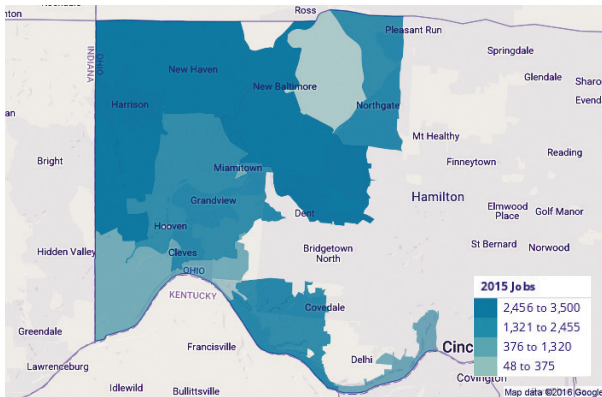 Ross
nton
Pleasant Run
Springdale
INDIANA
OHIO
New Haven
Glendale
Sharo
New Baltimore
Evend
Harrison
Northgate
an
Mt Healthy
Reading
Bright
Finneytown
Miamitown
Hamilton
Grandview
Elmwood
Place
Golf Manor
Dent
Hooven
St Bernard
Norwood
Hidden Valley
Cleves
Bridgetown
North
OHIO
2015 Jobs
KENTUCKY
2,456 to 3,500
Covedale
1,321 to 2,455
Greendale
Francisville
Cinc
376 to 1,320
Delhi
48 to 375
Lawrenceburg
Covington
Idlewild
Bullittsville
Map data ©2016 Google